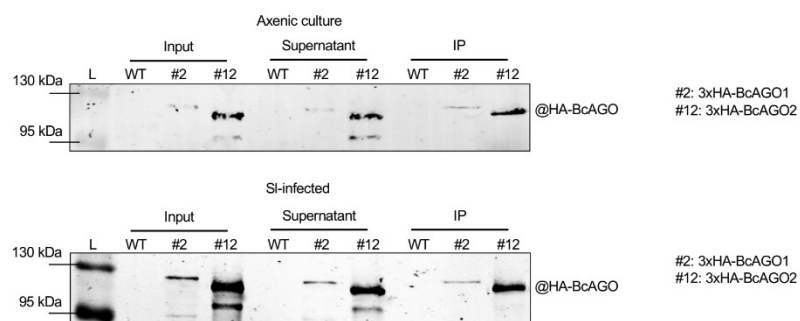 Axenic culture
Input Supernatant IP
L WT #2 #12 WT #2 #12 WT #2 #12
130 kDa
@HA-BcAGO
95 kDa
#2: 3xHA-BcAGO1
#12: 3xHA-BcAGO2
Sl-infected
Input Supernatant IP
L WT #2 #12 WT #2 #12 WT #2 #12
130 kDa
@HA-BcAGO
95 kDa
#2: 3xHA-BcAGO1
#12: 3xHA-BcAGO2